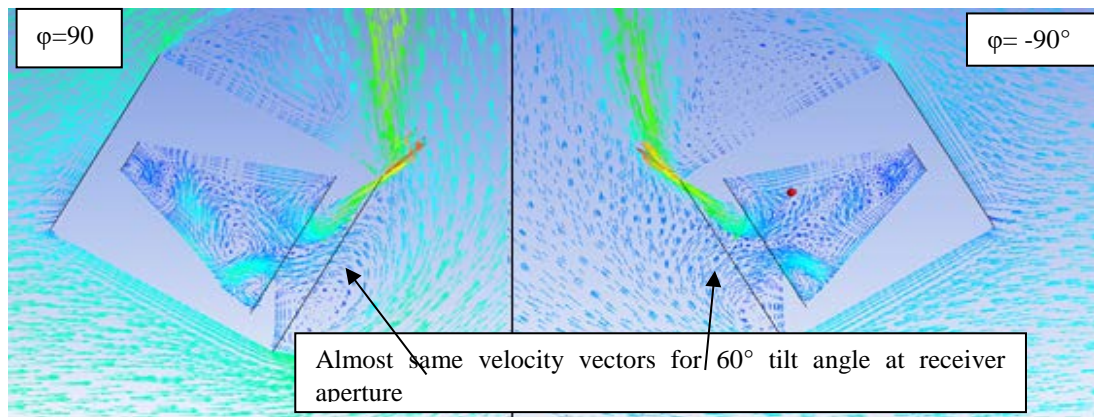 φ=90
φ= -90°
Almost same velocity vectors for 60° tilt angle at receiver
aperture